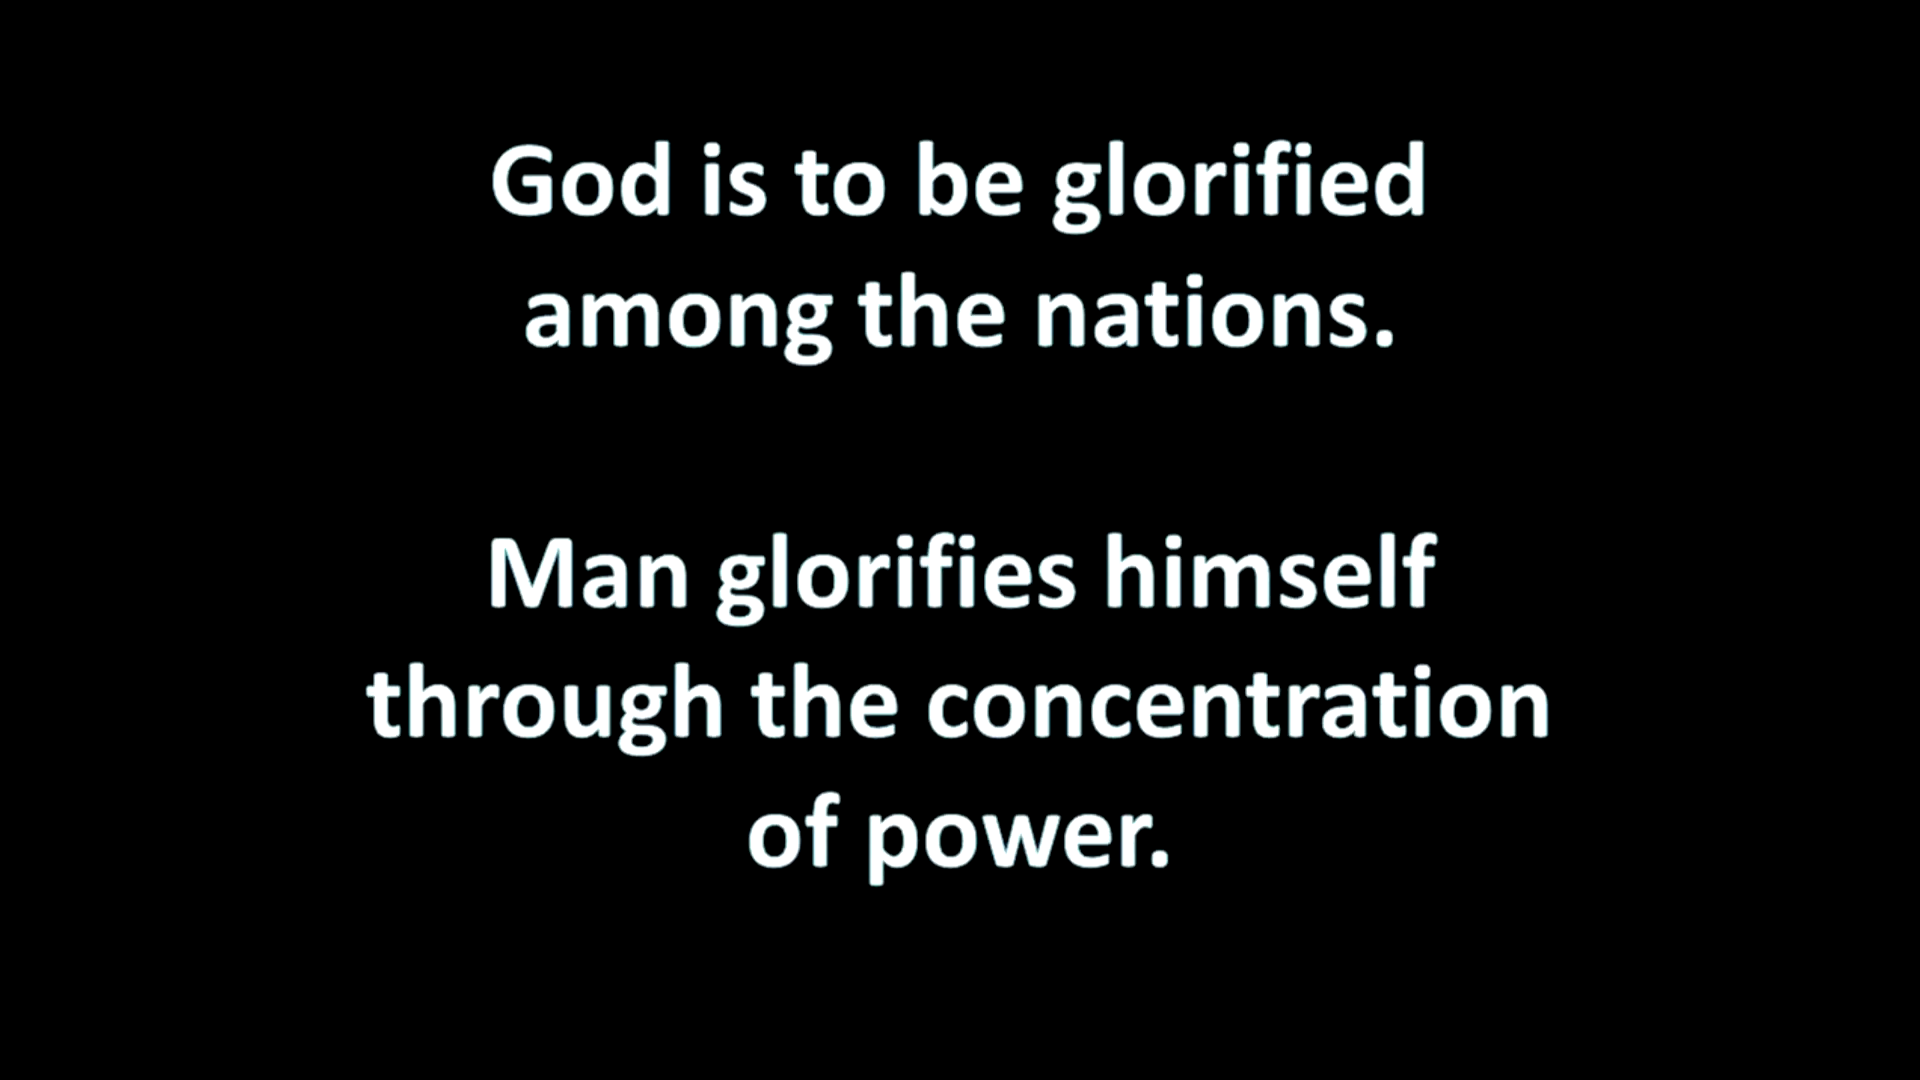 God is to be glorified
among the nations.
Man glorifies himself
through the concentration
of power.